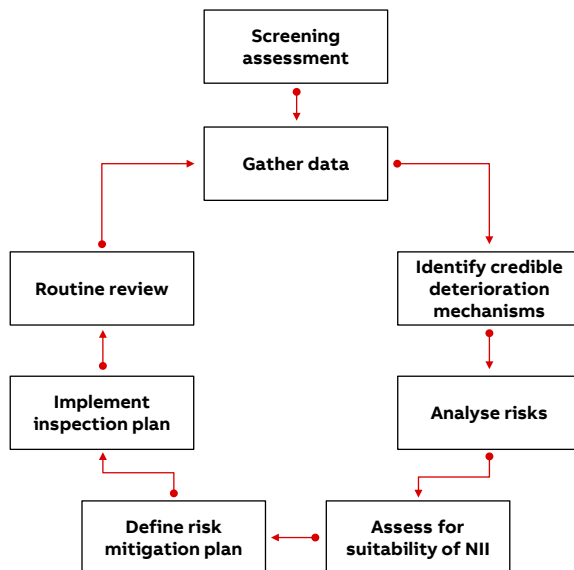 Screening
assessment
Gather data
Identify credible
deterioration
mechanisms
Analyse risks
Assess for
suitability of NII
Define risk
mitigation plan
Implement
inspection plan
Routine review